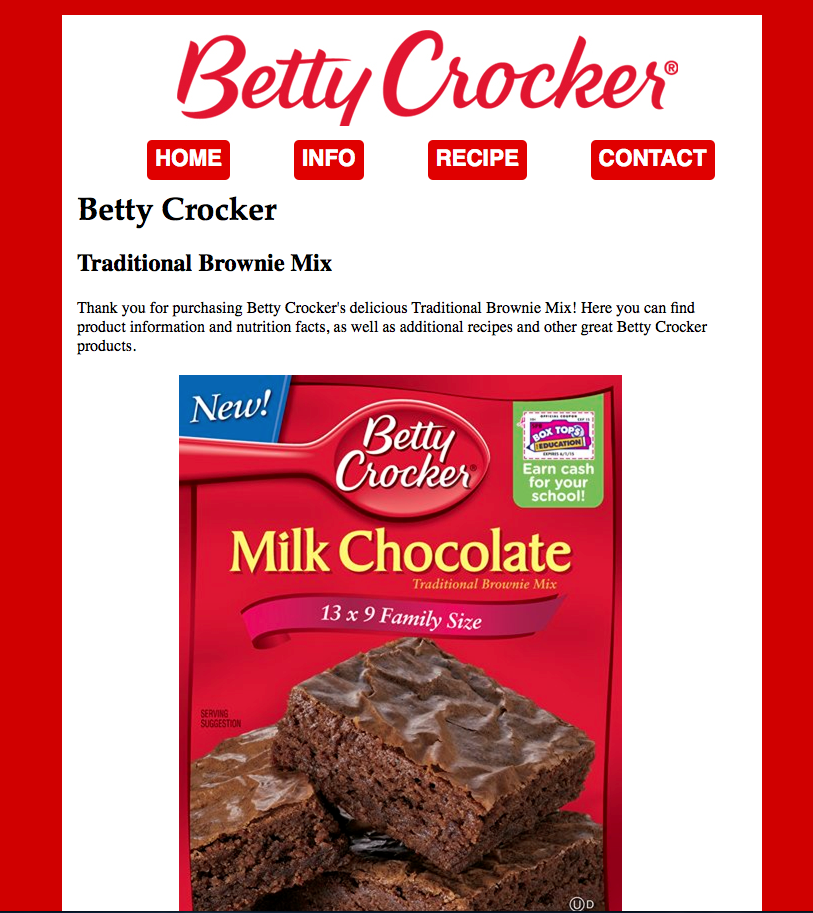 Betty Crocker®
HOME INFO RECIPE CONTACT
Betty Crocker
Traditional Brownie Mix
Thank you for purchasing Betty Crocker's delicious Traditional Brownie Mix! Here you can find
product information and nutrition facts, as well as additional recipes and other great Betty Crocker
products.
New!
Betty
Crocker®
OFFICIAL COUPON
BOX TOPS
FOR EDUCATION
Earn cash
for your
school!
Milk Chocolate
Traditional Brownie Mix
13 x 9 Family Size
SERVING
SUGGESTION
U D